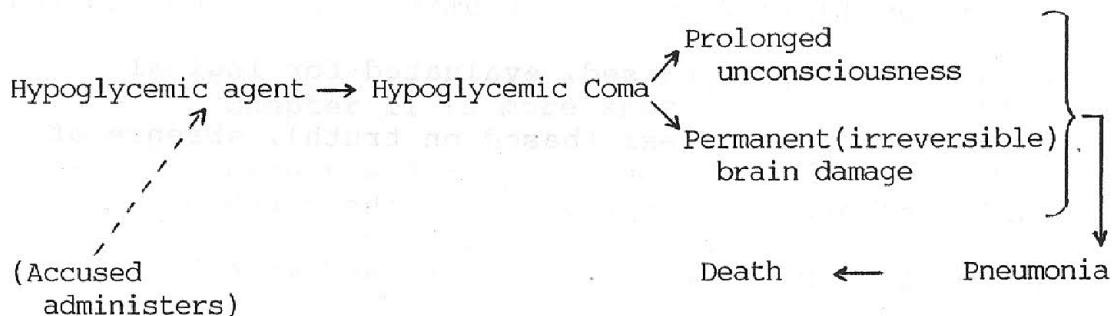 Prolonged
unconsciousness
Hypoglycemic agent → Hypoglycemic Coma
Permanent(irreversible)
brain damage
(Accused
administers)
Death ← Pneumonia